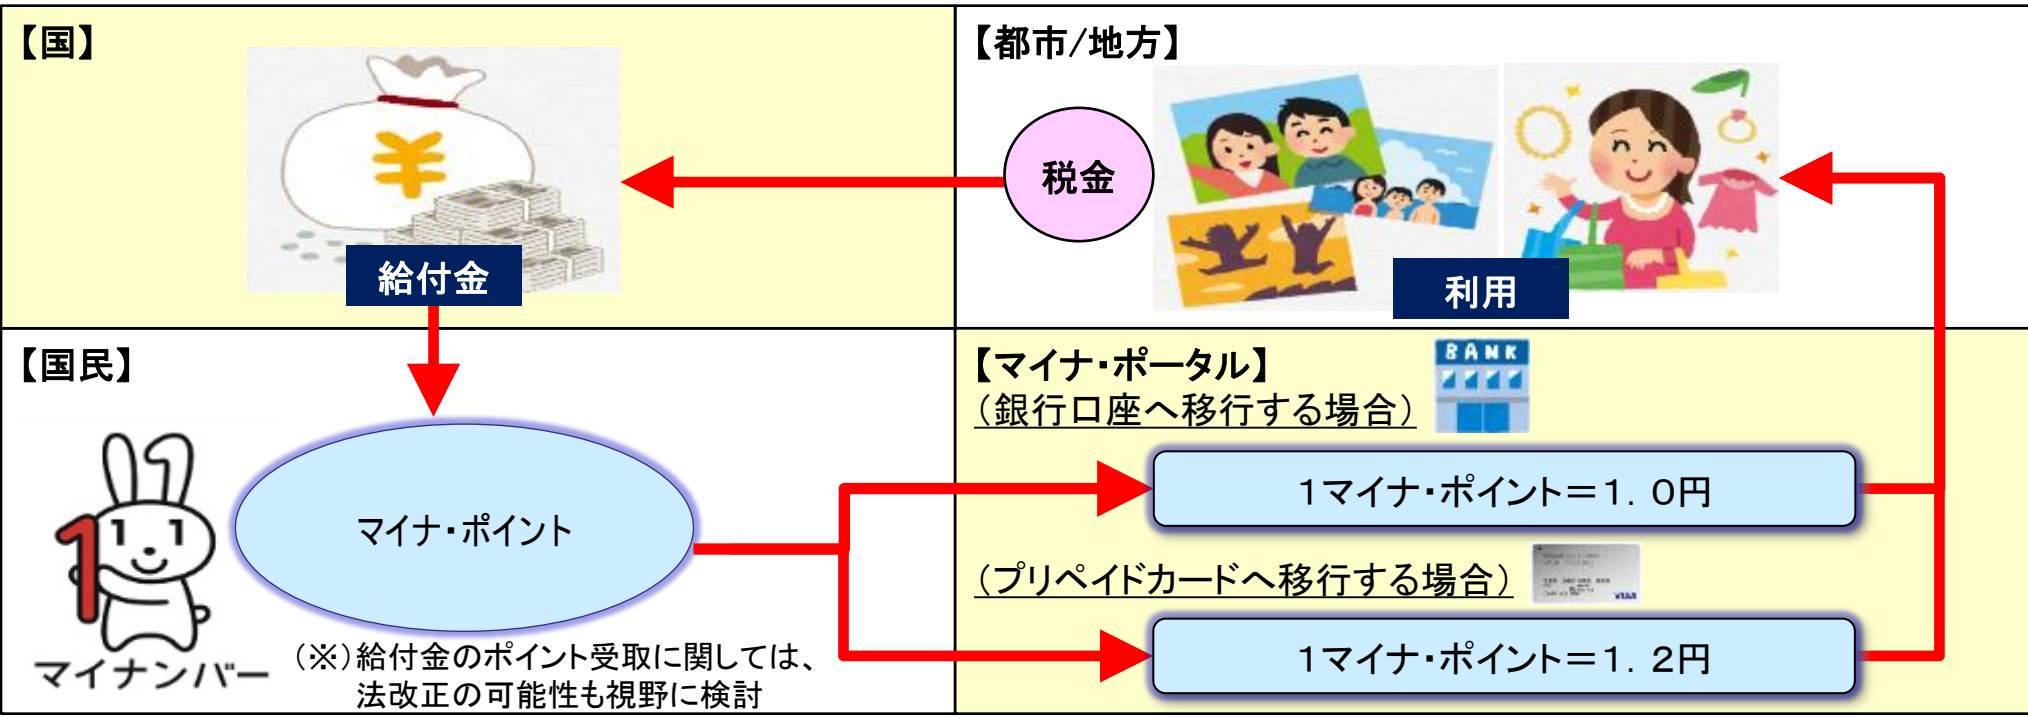 【国】
給付金
【都市/地方】
税金
利用
【国民】
マイナ・ポイント
マイナンバー
（※）給付金のポイント受取に関しては、
法改正の可能性も視野に検討
【マイナ・ポータル】
（銀行口座へ移行する場合）
BANK
１マイナ・ポイント＝１．０円
（プリペイドカードへ移行する場合）
VISA
１マイナ・ポイント＝１．２円